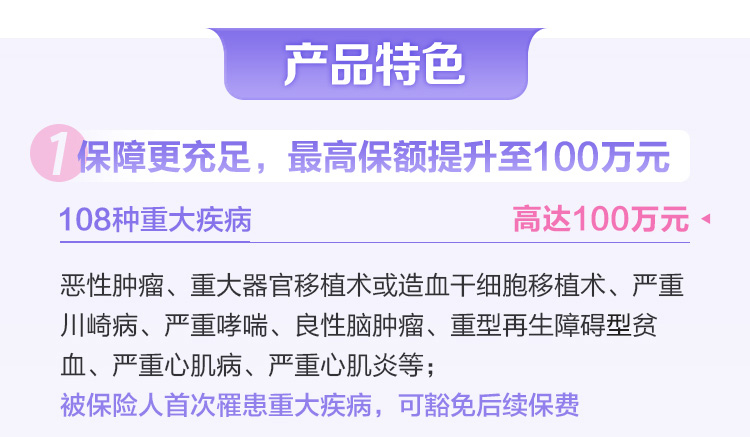 产品特色
1 保障更充足，最高保额提升至100万元
108种重大疾病 高达100万元
恶性肿瘤、重大器官移植术或造血干细胞移植术、严重
川崎病、严重哮喘、良性脑肿瘤、重型再生障碍型贫
血、严重心肌病、严重心肌炎等；
被保险人首次罹患重大疾病，可豁免后续保费